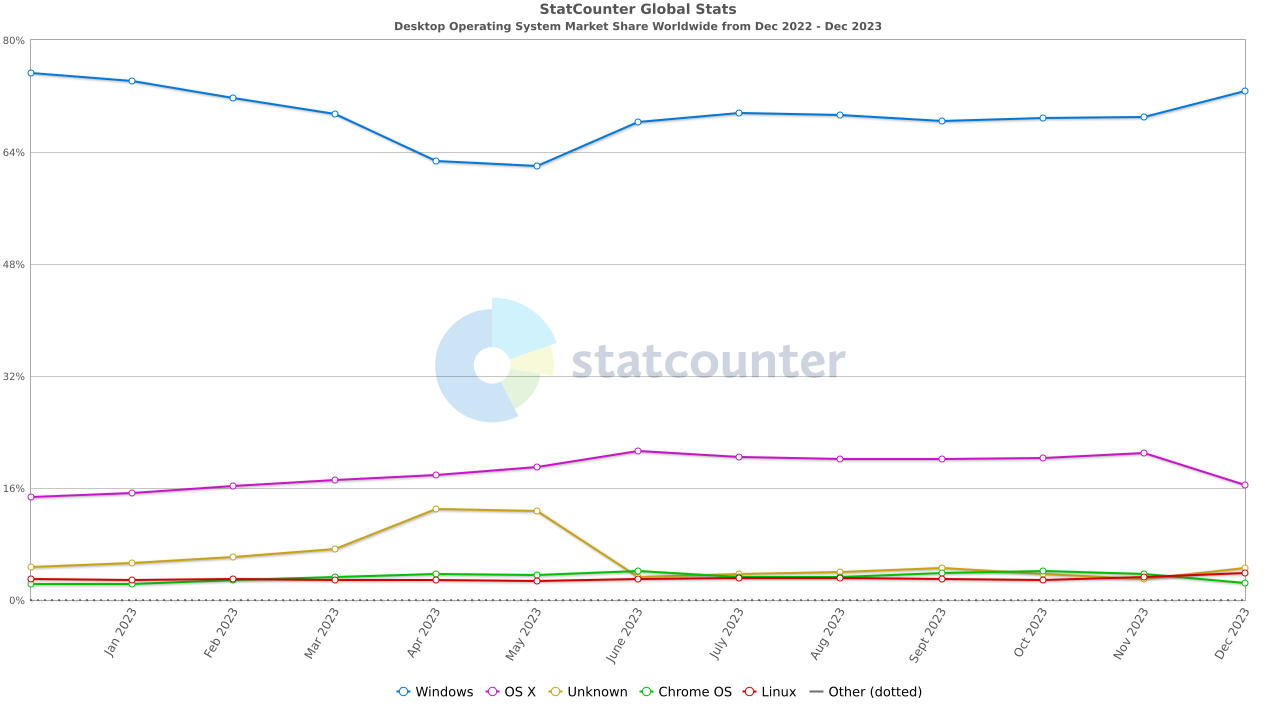 StatCounter Global Stats
Desktop Operating System Market Share Worldwide from Dec 2022 - Dec 2023
80%
64%
48%
32%
16%
0%
statcounter
Jan 2023
Feb 2023
Mar 2023
Apr 2023
May 2023
June 2023
July 2023
Aug 2023
Sept 2023
Oct 2023
Nov 2023
Dec 2023
Windows OS X Unknown Chrome OS Linux Other (dotted)